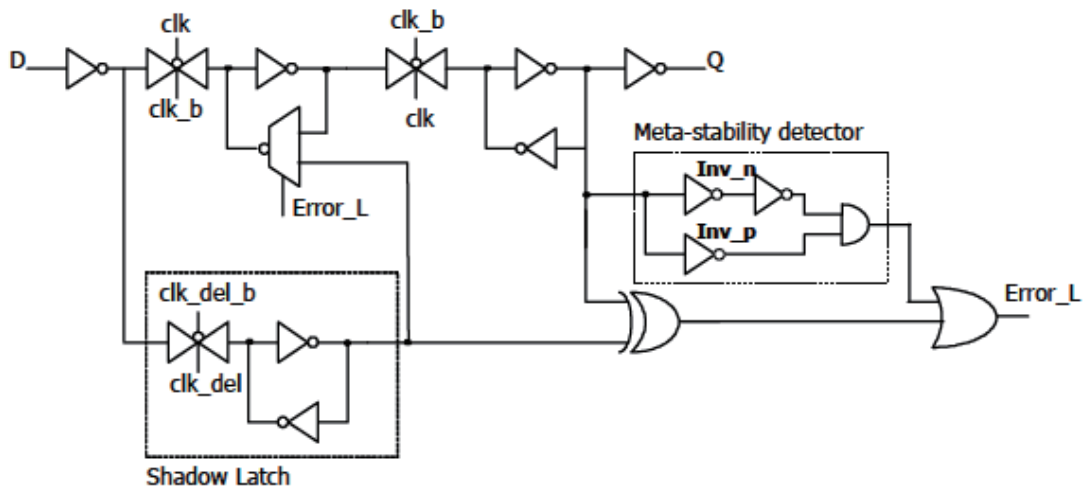 clk
clk_b
D
Q
clk_b
clk
Meta-stability detector
Inv_n
Error_L
Inv_p
clk_del_b
Error_L
clk_del
Shadow Latch